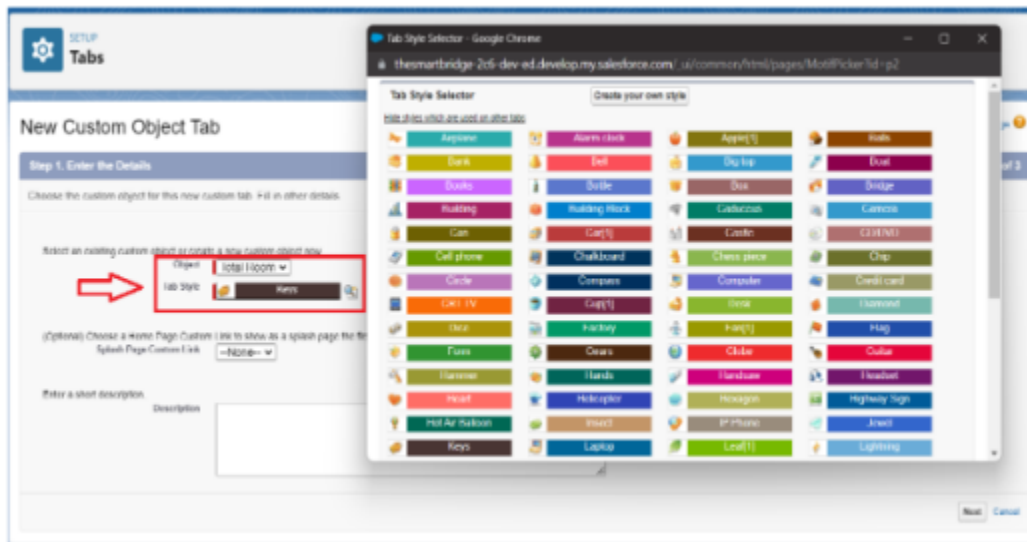 SETUP
Tabs
New Custom Object Tab
Step 1. Enter the Details
of 3
Choose the custom object for this new custom tab. Fill in other details.
Select an existing custom object or create a new custom object now.
Object Total Room
Tab Style Keys
(Optional) Choose a Home Page Custom Link to show as a splash page the fir
Splash Page Custom Link --None--
Enter a short description.
Description
Next Cancel
Tab Style Selector - Google Chrome
thesmartbridge-2c6-dev-ed.develop.my.salesforce.com/_ui/common/html/pages/MotifPicker?id=p2
Tab Style Selector Create your own style
Hide styles which are used on other tabs
Airplane Alarm clock Apple[1] Balls
Bank Bell Big top Boat
Books Bottle Box Bridge
Building Building Block Caduceus Camera
Can Car[1] Castle CD/DVD
Cell phone Chalkboard Chess piece Chip
Circle Compass Computer Credit card
CRT TV Cup[1] Desk Diamond
Dice Factory Fan[1] Flag
Form Gears Globe Guitar
Hammer Hands Handsaw Headset
Heart Helicopter Hexagon Highway Sign
Hot Air Balloon Insect IP Phone Jewel
Keys Laptop Leaf[1] Lightning